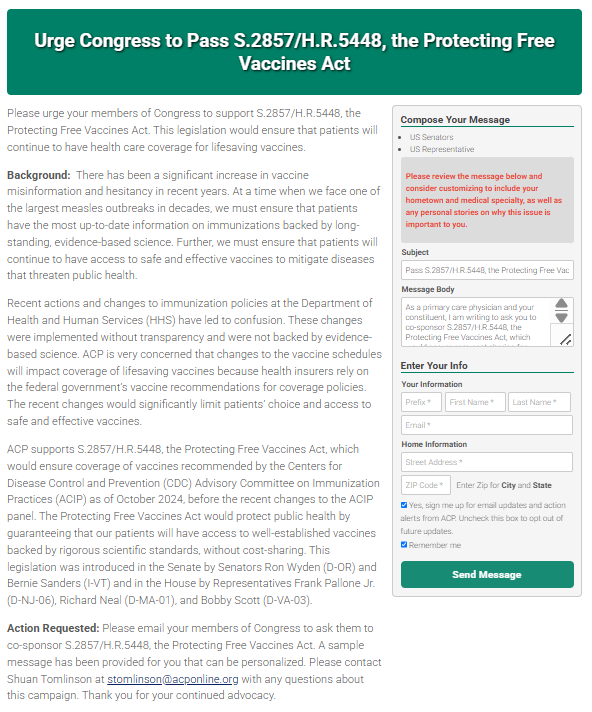 Urge Congress to Pass S.2857/H.R.5448, the Protecting Free
Vaccines Act
Please urge your members of Congress to support S.2857/H.R.5448, the
Protecting Free Vaccines Act. This legislation would ensure that patients will
continue to have health care coverage for lifesaving vaccines.
Background: There has been a significant increase in vaccine
misinformation and hesitancy in recent years. At a time when we face one of
the largest measles outbreaks in decades, we must ensure that patients
have the most up-to-date information on immunizations backed by long-
standing, evidence-based science. Further, we must ensure that patients will
continue to have access to safe and effective vaccines to mitigate diseases
that threaten public health.
Recent actions and changes to immunization policies at the Department of
Health and Human Services (HHS) have led to confusion. These changes
were implemented without transparency and were not backed by evidence-
based science. ACP is very concerned that changes to the vaccine schedules
will impact coverage of lifesaving vaccines because health insurers rely on
the federal government's vaccine recommendations for coverage policies.
The recent changes would significantly limit patients' choice and access to
safe and effective vaccines.
ACP supports S.2857/H.R.5448, the Protecting Free Vaccines Act, which
would ensure coverage of vaccines recommended by the Centers for
Disease Control and Prevention (CDC) Advisory Committee on Immunization
Practices (ACIP) as of October 2024, before the recent changes to the ACIP
panel. The Protecting Free Vaccines Act would protect public health by
guaranteeing that our patients will have access to well-established vaccines
backed by rigorous scientific standards, without cost-sharing. This
legislation was introduced in the Senate by Senators Ron Wyden (D-OR) and
Bernie Sanders (I-VT) and in the House by Representatives Frank Pallone Jr.
(D-NJ-06), Richard Neal (D-MA-01), and Bobby Scott (D-VA-03).
Action Requested: Please email your members of Congress to ask them to
co-sponsor S.2857/H.R.5448, the Protecting Free Vaccines Act. A sample
message has been provided for you that can be personalized. Please contact
Shuan Tomlinson at stomlinson@acponline.org with any questions about
this campaign. Thank you for your continued advocacy.
Compose Your Message
US Senators
US Representative
Please review the message below and
consider customizing to include your
hometown and medical specialty, as well as
any personal stories on why this issue is
important to you.
Subject
Pass S.2857/H.R.5448, the Protecting Free Vac
Message Body
As a primary care physician and your
constituent, I am writing to ask you to
co-sponsor S.2857/H.R.5448, the
Protecting Free Vaccines Act, which
Enter Your Info
Your Information
Prefix * First Name * Last Name *
Email *
Home Information
Street Address *
ZIP Code * Enter Zip for City and State
Yes, sign me up for email updates and action
alerts from ACP. Uncheck this box to opt out of
future updates.
Remember me
Send Message